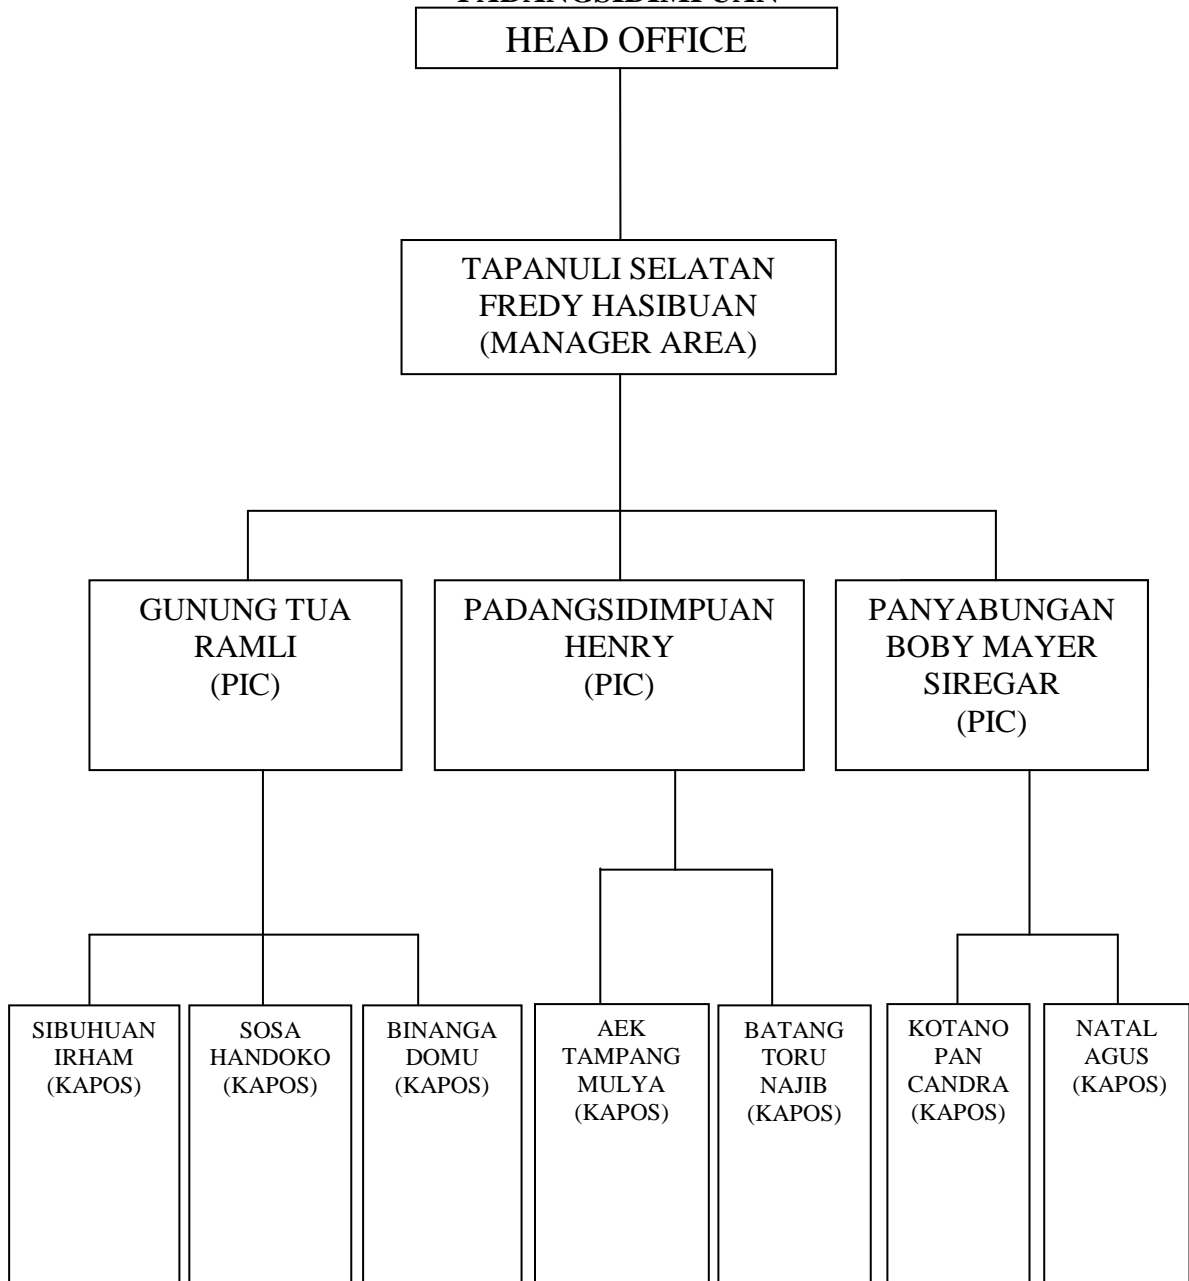 PADANGSIDIMPUAN
HEAD OFFICE
TAPANULI SELATAN
FREDY HASIBUAN
(MANAGER AREA)
GUNUNG TUA
RAMLI
(PIC)
PADANGSIDIMPUAN
HENRY
(PIC)
PANYABUNGAN
BOBY MAYER
SIREGAR
(PIC)
SIBUHUAN
IRHAM
(KAPOS)
SOSA
HANDOKO
(KAPOS)
BINANGA
DOMU
(KAPOS)
AEK
TAMPANG
MULYA
(KAPOS)
BATANG
TORU
NAJIB
(KAPOS)
KOTANO
PAN
CANDRA
(KAPOS)
NATAL
AGUS
(KAPOS)